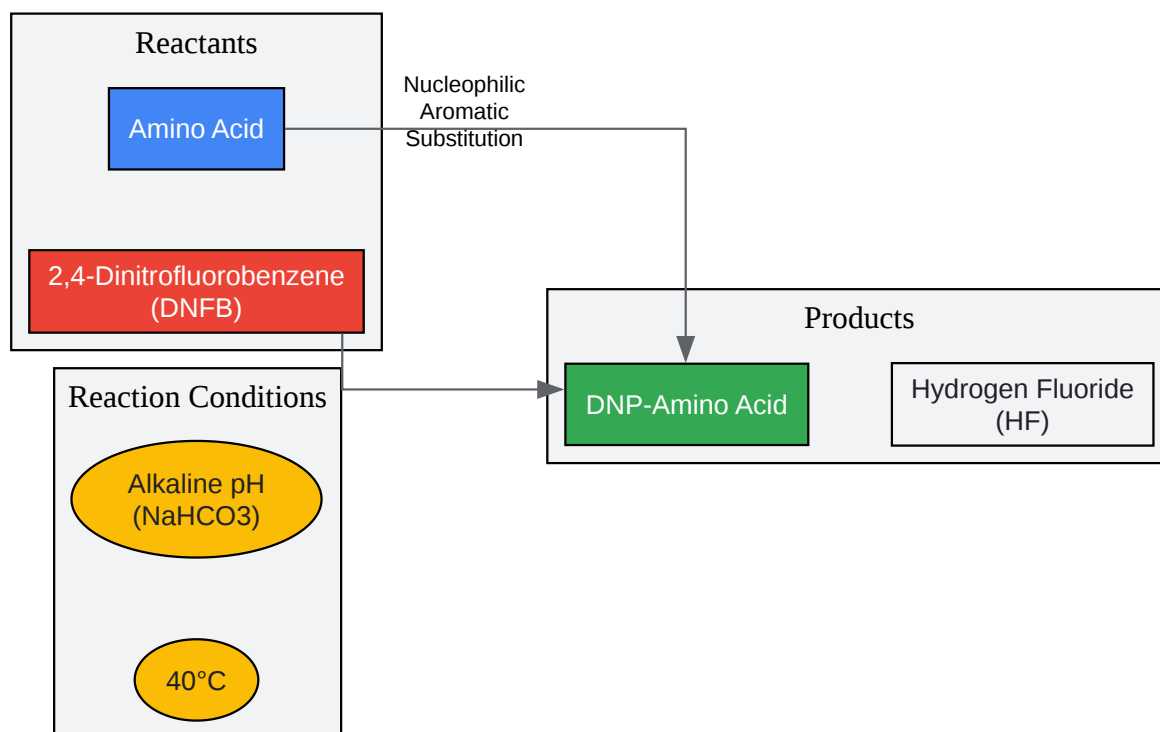 Reactants
Amino Acid
Nucleophilic
Aromatic
Substitution
2,4-Dinitrofluorobenzene
(DNFB)
Products
DNP-Amino Acid
Hydrogen Fluoride
(HF)
Reaction Conditions
Alkaline pH
(NaHCO3)
40°C